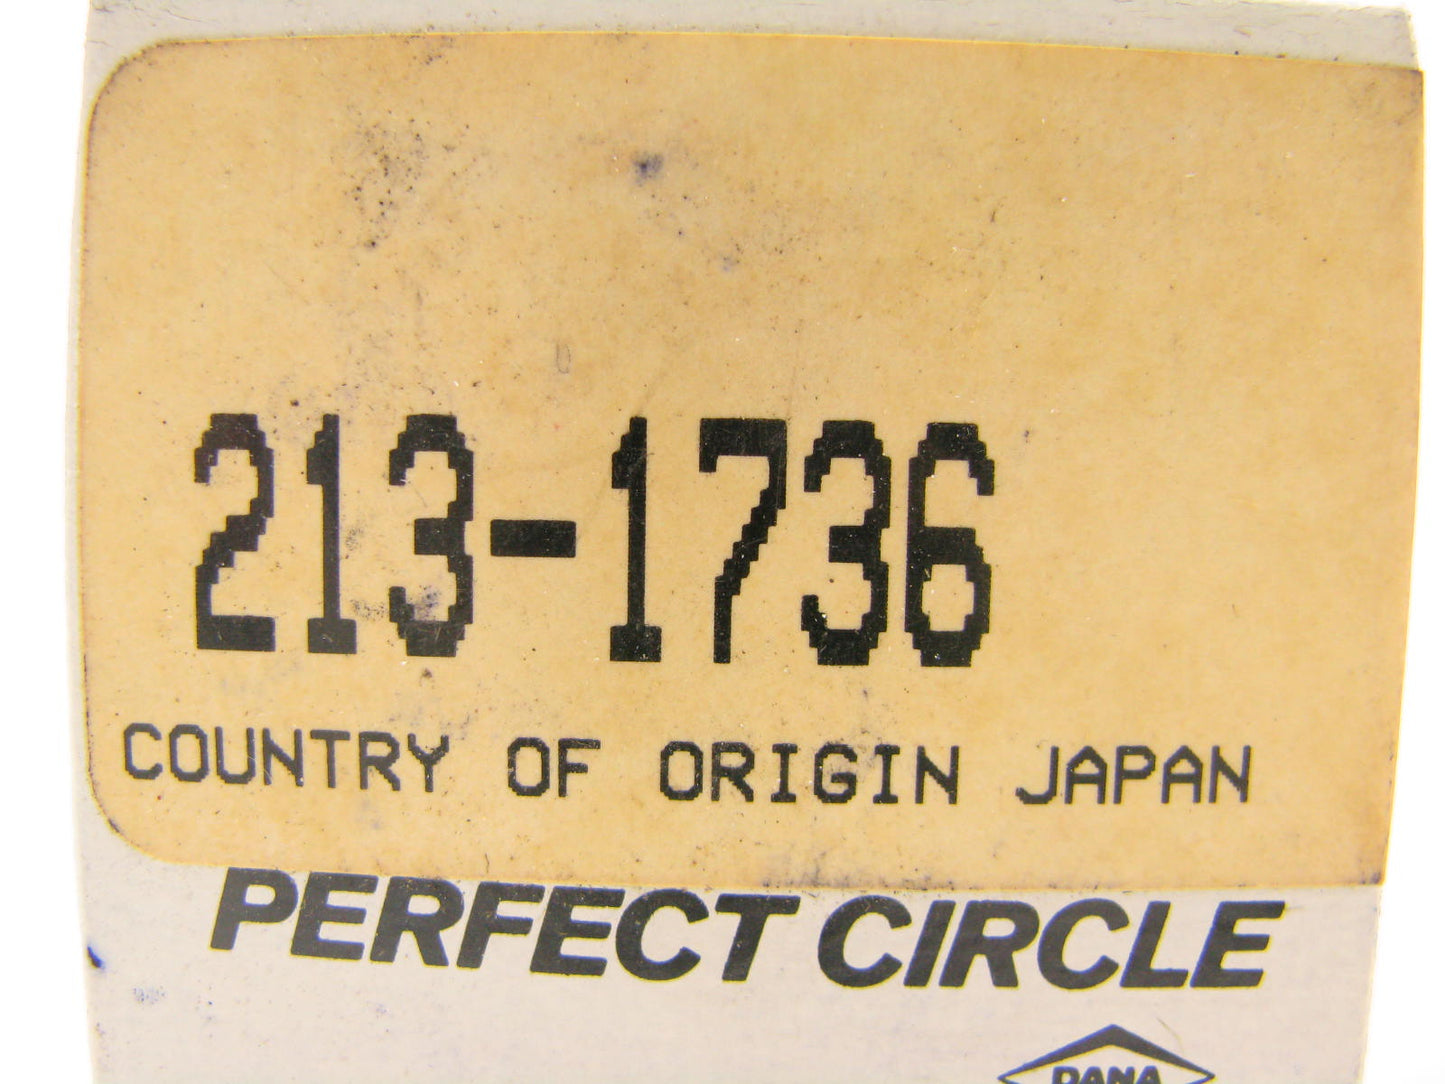 213-1736
COUNTRY OF ORIGIN JAPAN
PERFECT CIRCLE
DANA